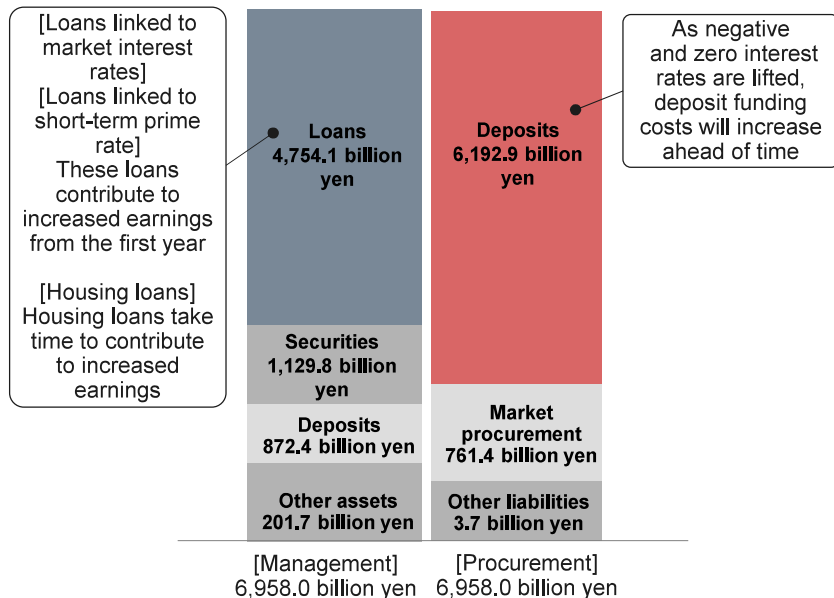 [Loans linked to
market interest
rates]
[Loans linked to
short-term prime
rate]
These loans
contribute to
increased earnings
from the first year
[Housing loans]
Housing loans take
time to contribute
to increased
earnings
Loans
4,754.1 billion
yen
Securities
1,129.8 billion
yen
Deposits
872.4 billion yen
Other assets
201.7 billion yen
[Management]
6,958.0 billion yen
Deposits
6,192.9 billion
yen
Market
procurement
761.4 billion yen
Other liabilities
3.7 billion yen
[Procurement]
6,958.0 billion yen
As negative
and zero interest
rates are lifted,
deposit funding
costs will increase
ahead of time